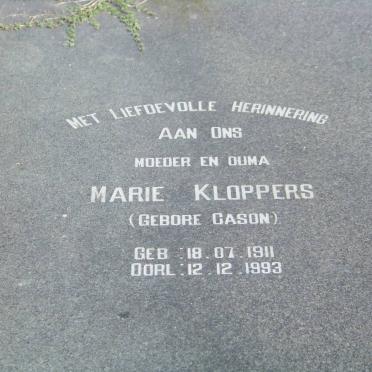 MET LIEFDEVOLLE HERINNERING
AAN ONS
MOEDER EN OUMA
MARIE KLOPPERS
(GEBORE CASON)
GEB :18.07.1911
OORL:12.12.1993